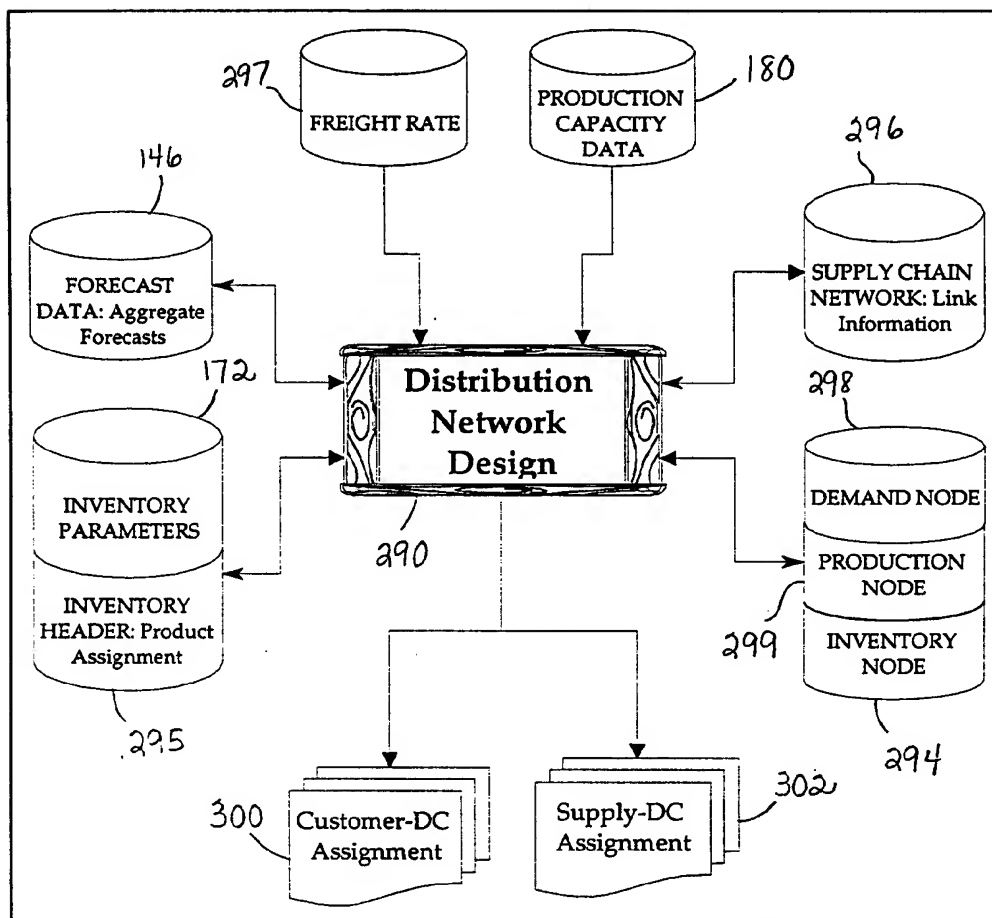 297
FREIGHT RATE
PRODUCTION
CAPACITY
DATA
180
146
FORECAST
DATA: Aggregate
Forecasts
296
SUPPLY CHAIN
NETWORK: Link
Information
172
INVENTORY
PARAMETERS
INVENTORY
HEADER: Product
Assignment
295
Distribution
Network
Design
290
298
DEMAND NODE
PRODUCTION
NODE
299
INVENTORY
NODE
294
300
Customer-DC
Assignment
Supply-DC
Assignment
302